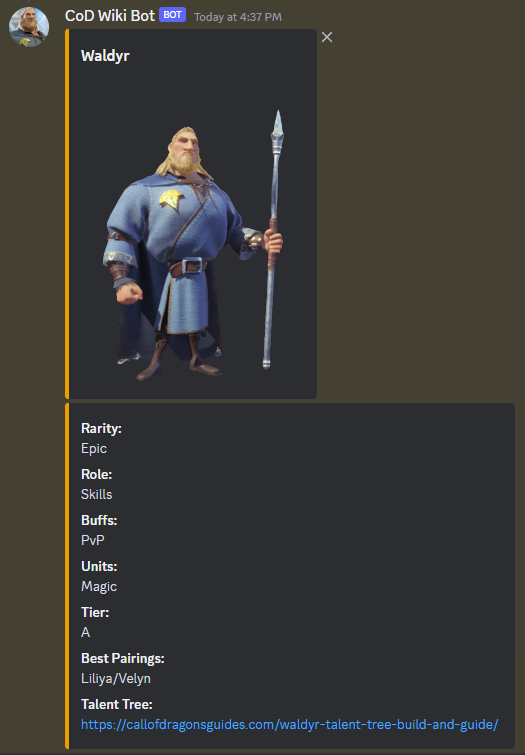 CoD Wiki Bot BOT Today at 4:37 PM
Waldyr
Rarity:
Epic
Role:
Skills
Buffs:
PvP
Units:
Magic
Tier:
A
Best Pairings:
Liliya/Velyn
Talent Tree:
https://callofdragonsguides.com/waldyr-talent-tree-build-and-guide/